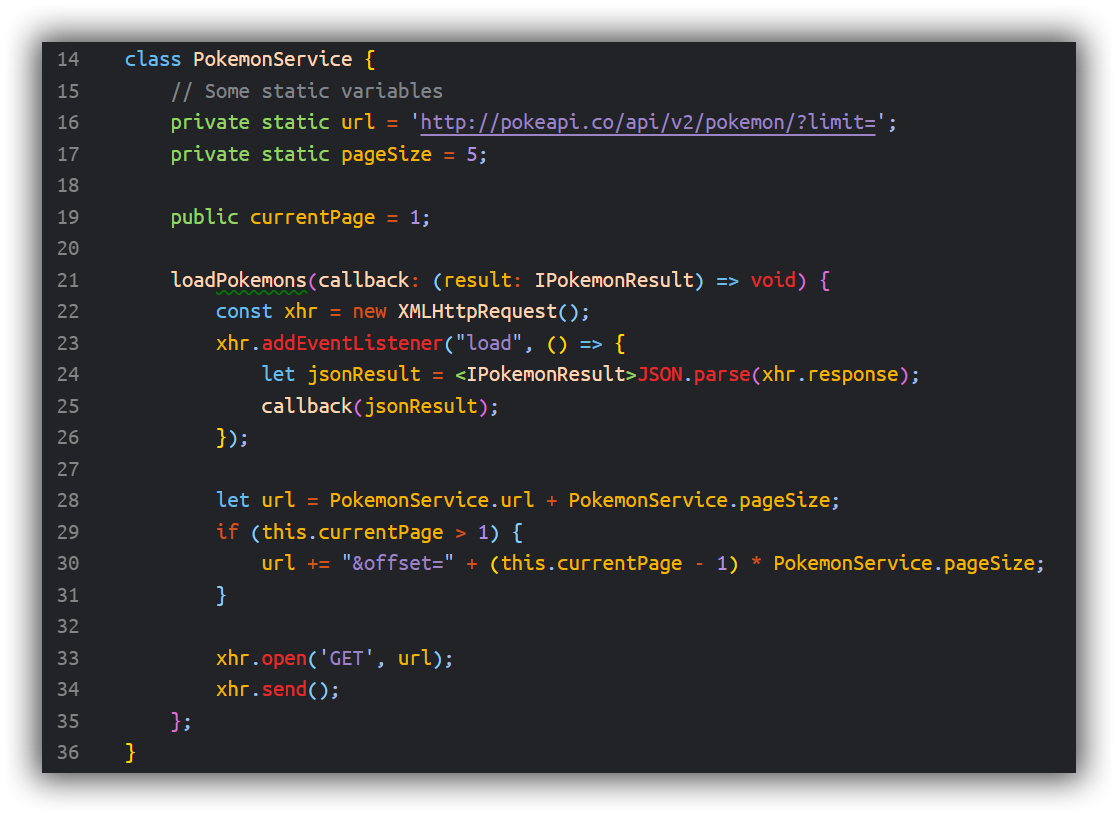 14 class PokemonService {
15 // Some static variables
16 private static url = 'http://pokeapi.co/api/v2/pokemon/?limit=';
17 private static pageSize = 5;
18
19 public currentPage = 1;
20
21 loadPokemons(callback: (result: IPokemonResult) => void) {
22 const xhr = new XMLHttpRequest();
23 xhr.addEventListener("load", () => {
24 let jsonResult = <IPokemonResult>JSON.parse(xhr.response);
25 callback(jsonResult);
26 });
27
28 let url = PokemonService.url + PokemonService.pageSize;
29 if (this.currentPage > 1) {
30 url += "&offset=" + (this.currentPage - 1) * PokemonService.pageSize;
31 }
32
33 xhr.open('GET', url);
34 xhr.send();
35 };
36 }